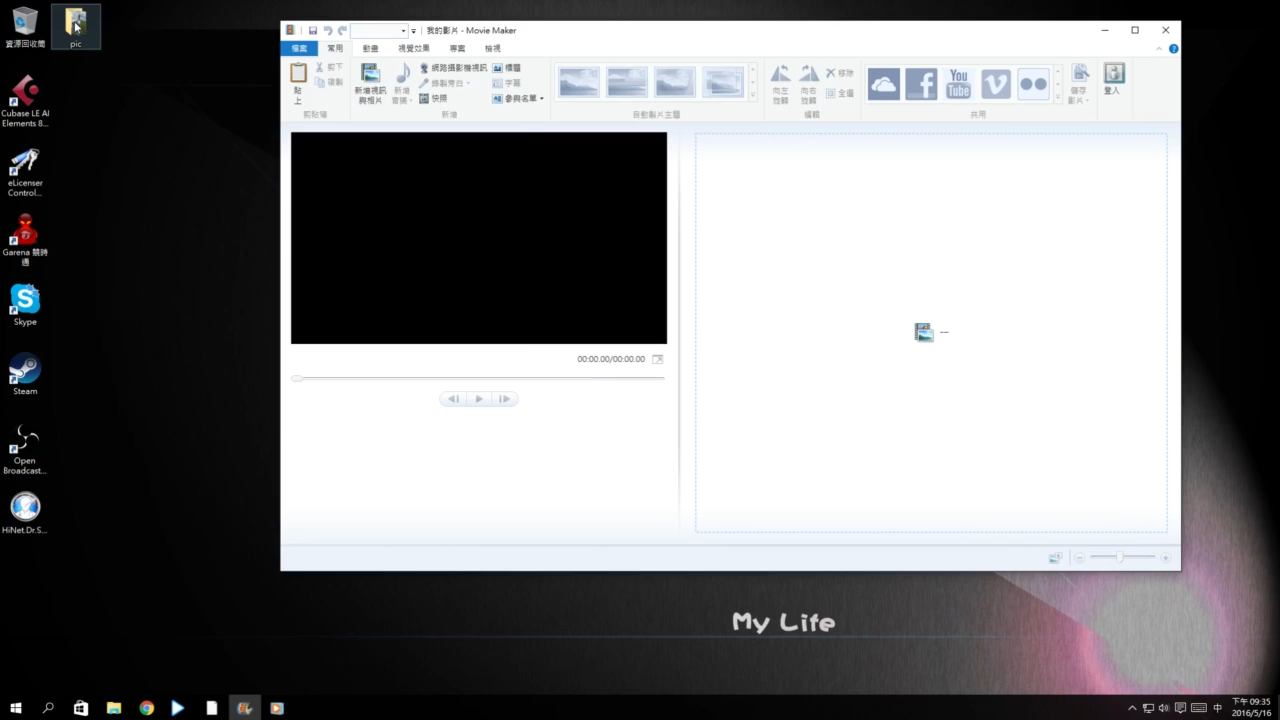 資源回收筒
pic
Cubase LE AI
Elements 8...
eLicenser
Control...
Garena 競時
通
Skype
Steam
Open
Broadcast...
HiNet.Dr.S...
我的影片 - Movie Maker
檔案 常用 動畫 視覺效果 專案 檢視
貼
上
剪下
複製
剪貼簿
新增視訊
與相片
新增
音樂
網路攝影機視訊
錄製旁白
快照
標題
字幕
參與名單
新增
自動製片主題
向左
旋轉
向右
旋轉
移除
全選
編輯
You
Tube
共用
儲存
影片
登入
00:00.00/00:00.00
My Life
中
下午 09:35
2016/5/16